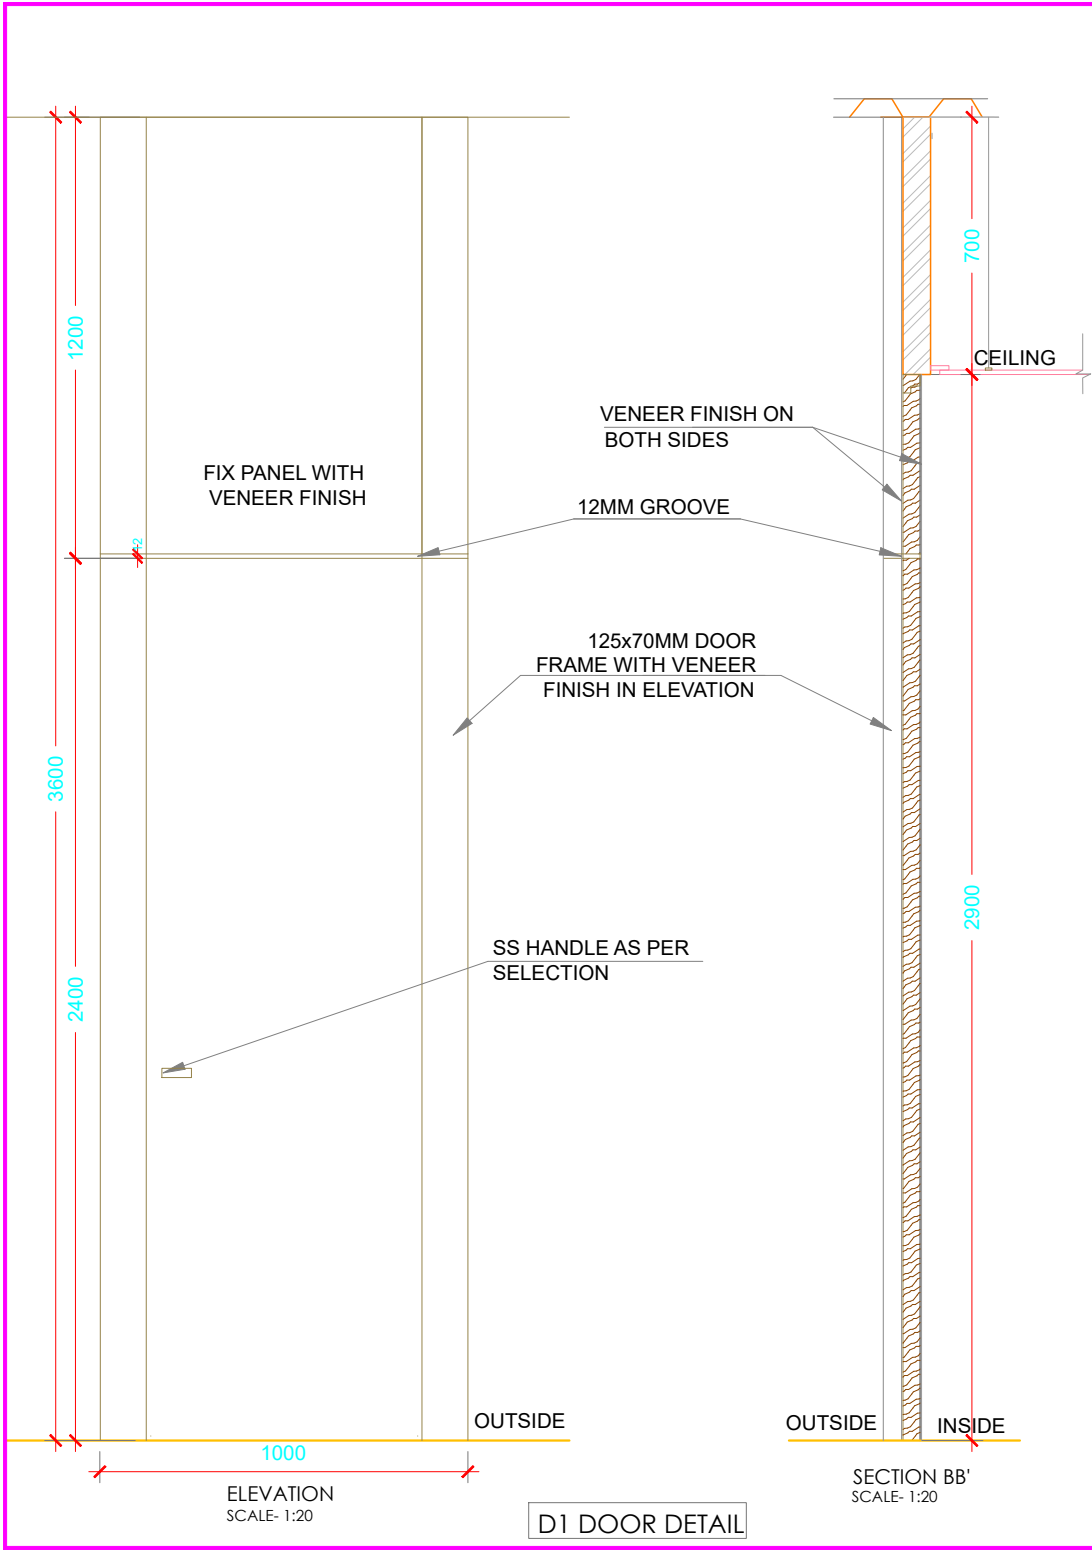 700
1200
CEILING
VENEER FINISH ON
BOTH SIDES
FIX PANEL WITH
VENEER FINISH
12MM GROOVE
12
125x70MM DOOR
FRAME WITH VENEER
FINISH IN ELEVATION
3600
2900
SS HANDLE AS PER
SELECTION
2400
OUTSIDE
OUTSIDE
INSIDE
1000
ELEVATION
SCALE- 1:20
SECTION BB'
SCALE- 1:20
D1 DOOR DETAIL